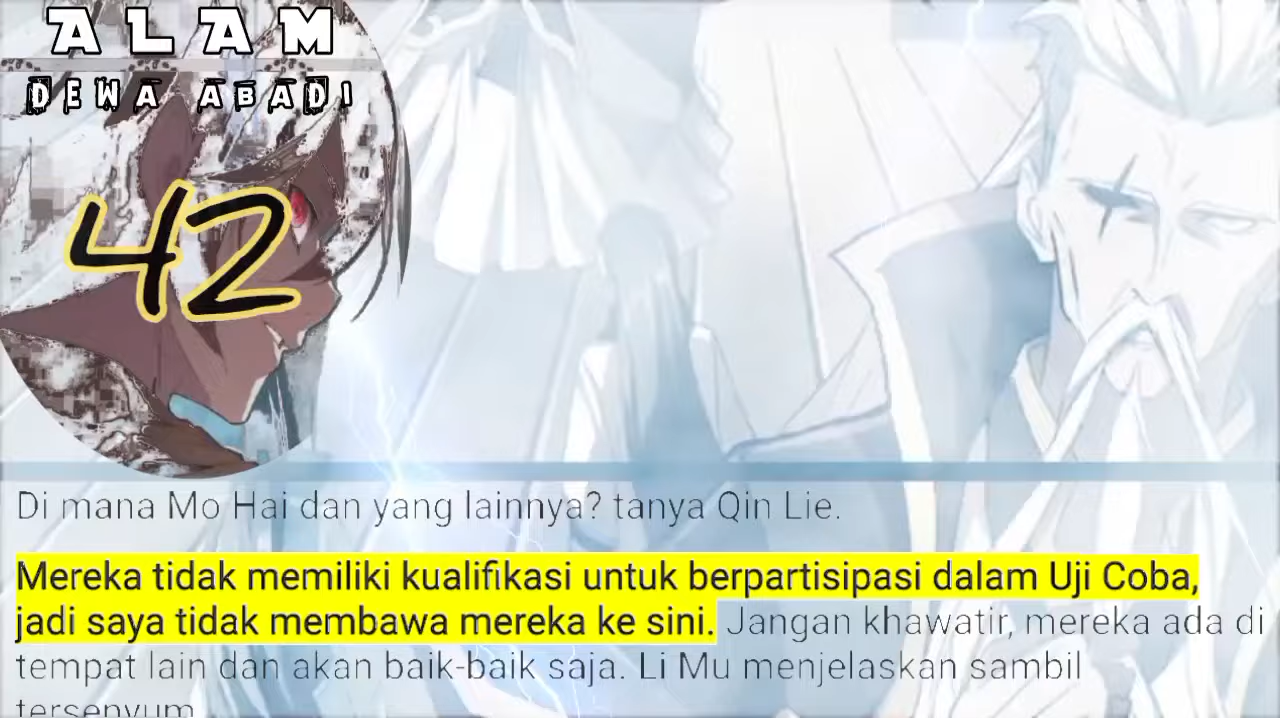 ALAM
DEWA ABADI
42
Di mana Mo Hai dan yang lainnya? tanya Qin Lie.
Mereka tidak memiliki kualifikasi untuk berpartisipasi dalam Uji Coba,
jadi saya tidak membawa mereka ke sini. Jangan khawatir, mereka ada di
tempat lain dan akan baik-baik saja. Li Mu menjelaskan sambil
tersenyum